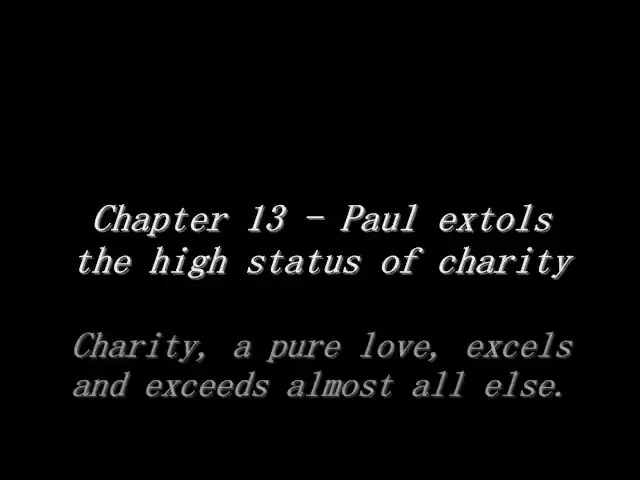 Chapter 13 - Paul extols
the high status of charity
Charity, a pure love, excels
and exceeds almost all else.